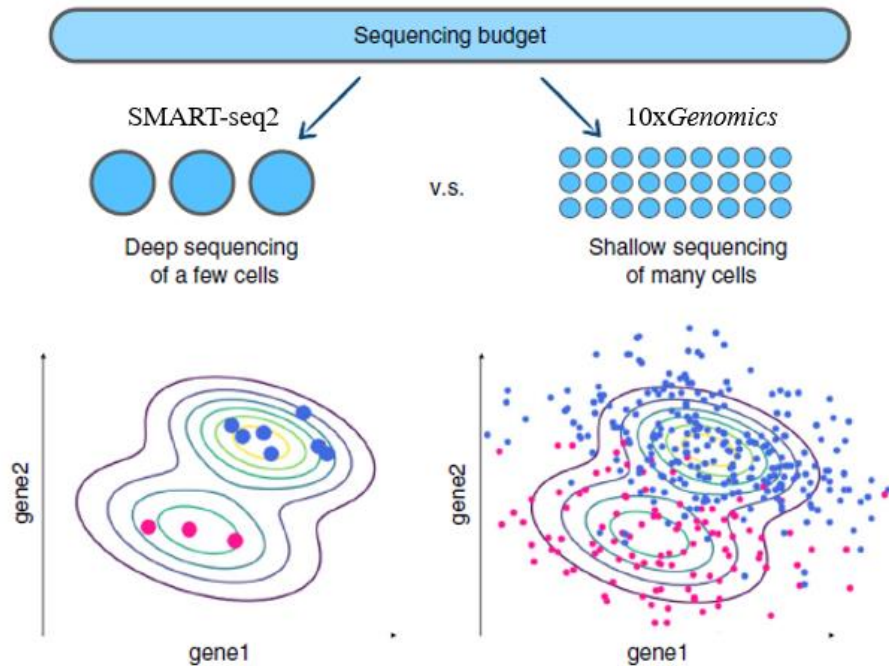 Sequencing budget
SMART-seq2
10xGenomics
v.s.
Deep sequencing
of a few cells
Shallow sequencing
of many cells
gene2
gene1
gene2
gene1